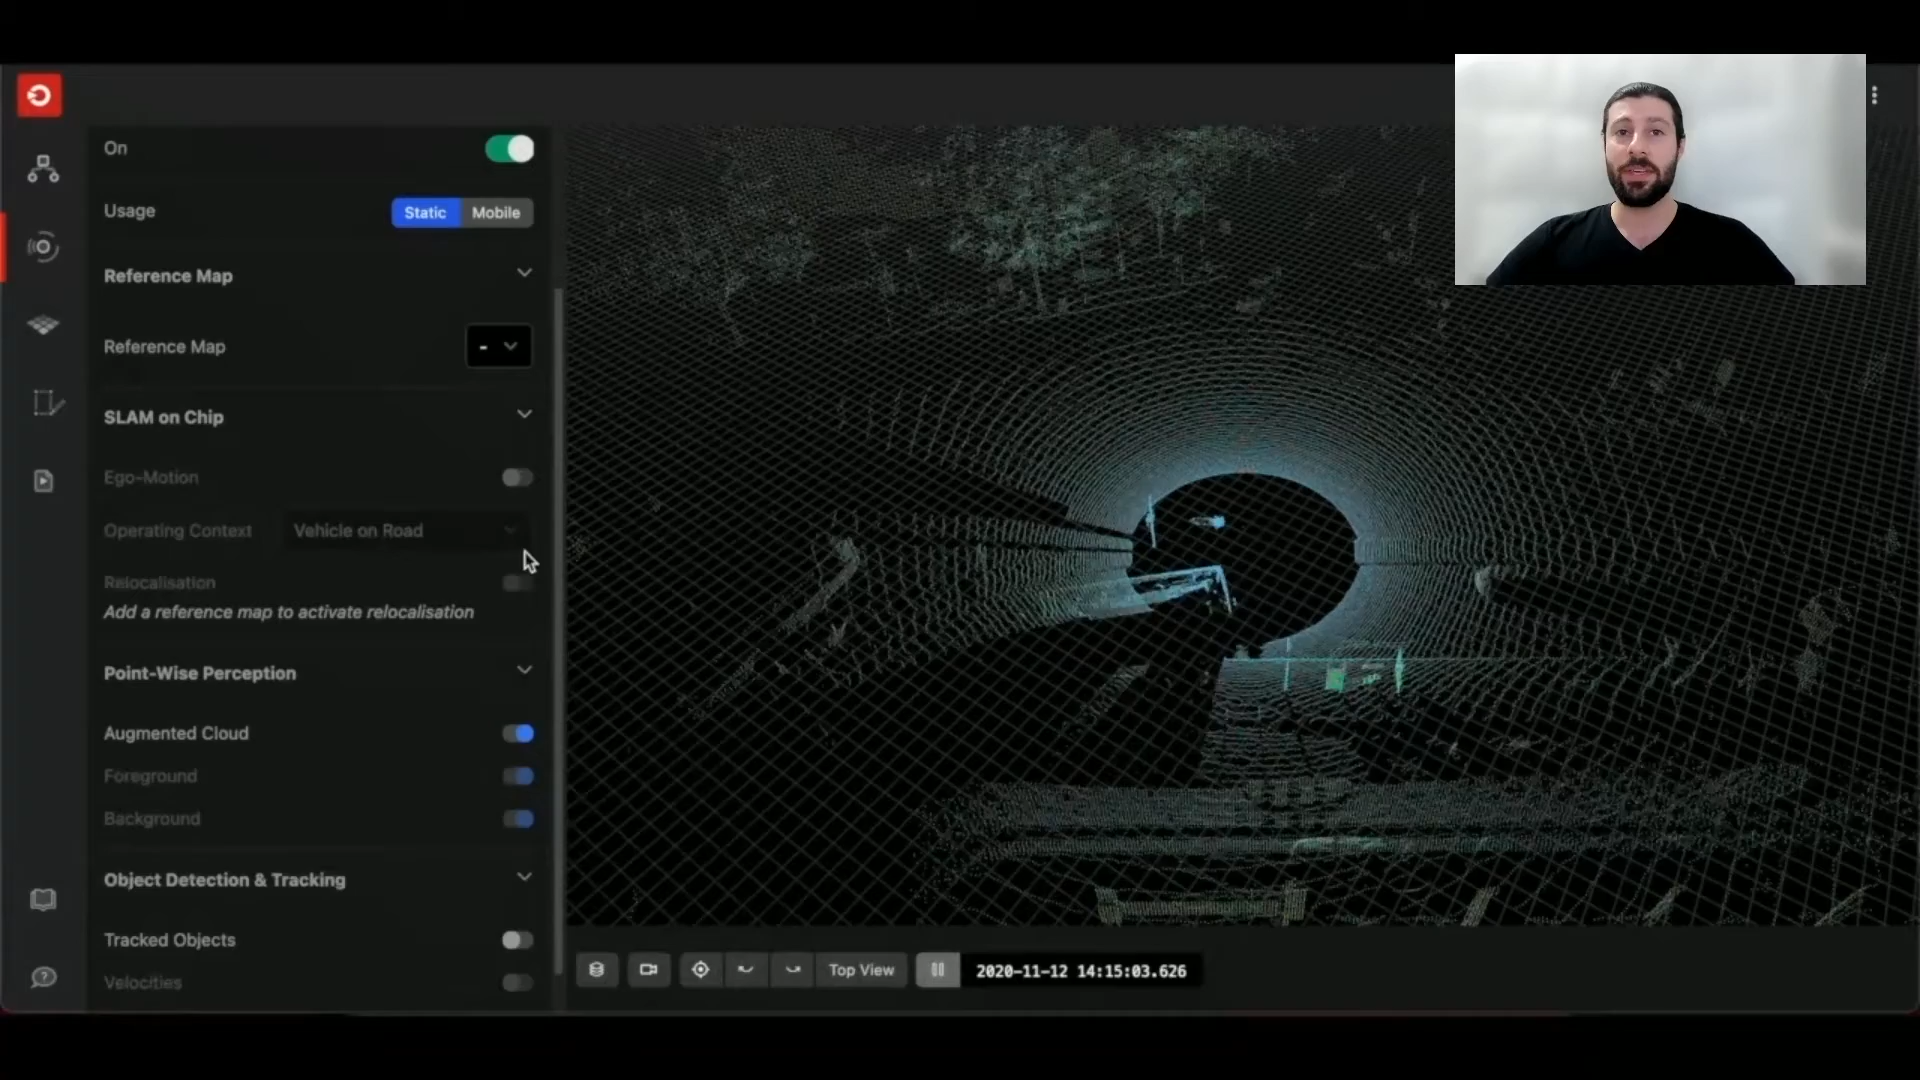 On
Usage
Static Mobile
Reference Map
Reference Map
-
SLAM on Chip
Ego-Motion
Operating Context Vehicle on Road
Relocalisation
Add a reference map to activate relocalisation
Point-Wise Perception
Augmented Cloud
Foreground
Background
Object Detection & Tracking
Tracked Objects
Velocities
Top View
2020-11-12 14:15:03.626